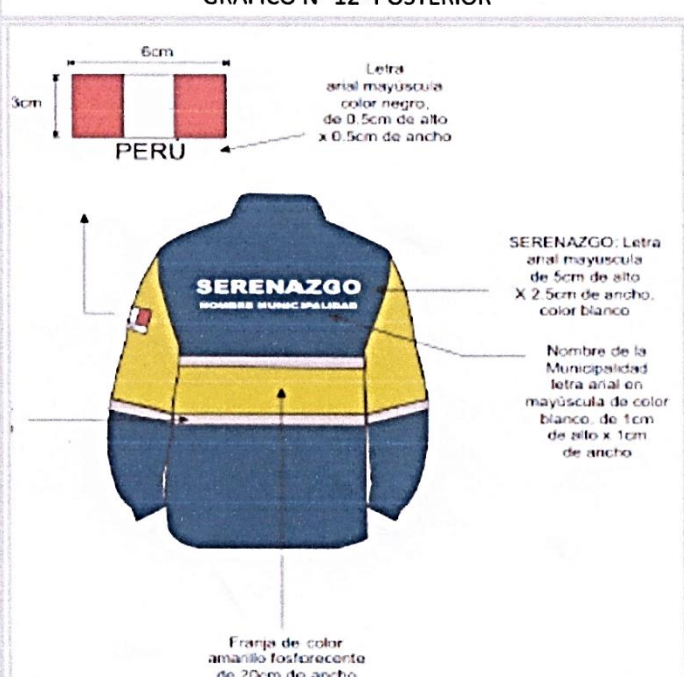 GRÁFICO N° 12 POSTERIOR
6cm
3cm
PERÚ
Letra
arial mayúscula
color negro,
de 0.5cm de alto
x 0.5cm de ancho
SERENAZGO
NOMBRE MUNICIPALIDAD
SERENAZGO: Letra
arial mayuscula
de 5cm de alto
X 2.5cm de ancho,
color blanco
Nombre de la
Municipalidad
letra arial en
mayúscula de color
blanco, de 1cm
de alto x 1cm
de ancho
Franja de color
amarillo fosforecente
de 20cm de ancho